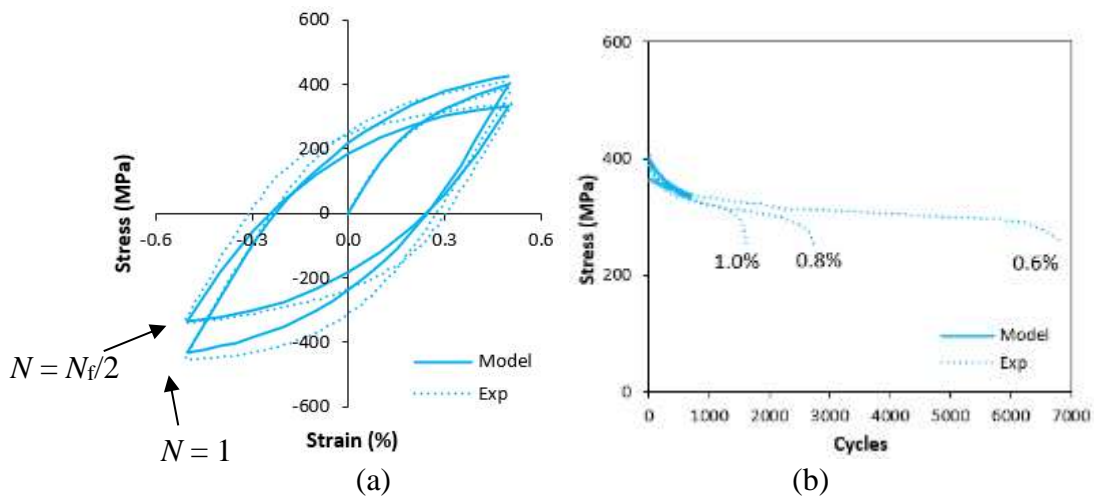 600
400
200
0
-200
-400
-600
-0.6
-0.3
0.0
0.3
0.6
Stress (MPa)
Strain (%)
Model
Exp
N = Nf/2
N = 1
(a)
600
400
200
0
0
1000
2000
3000
4000
5000
6000
7000
Stress (MPa)
Cycles
1.0%
0.8%
0.6%
Model
Exp
(b)